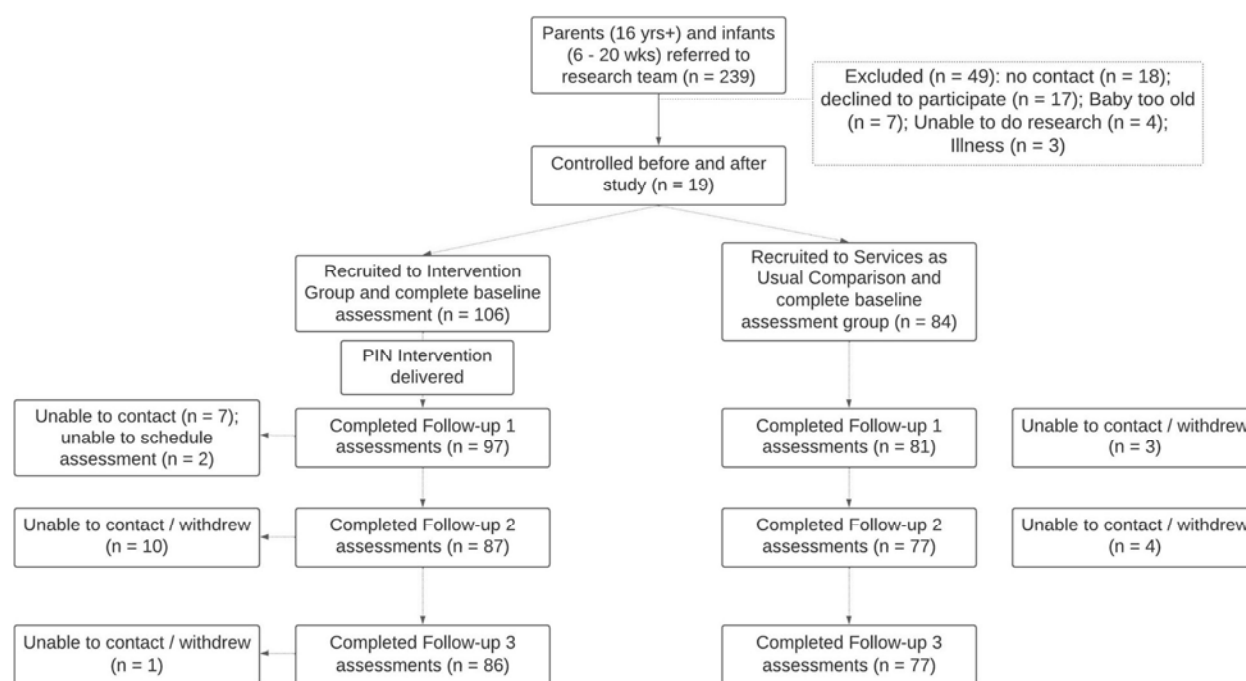 Parents (16 yrs+) and infants
(6 - 20 wks) referred to
research team (n = 239)
Excluded (n = 49): no contact (n = 18);
declined to participate (n = 17); Baby too old
(n = 7); Unable to do research (n = 4);
Illness (n = 3)
Controlled before and after
study (n = 19)
Recruited to Intervention
Group and complete baseline
assessment (n = 106)
Recruited to Services as
Usual Comparison and
complete baseline
assessment group (n = 84)
PIN Intervention
delivered
Unable to contact (n = 7);
unable to schedule
assessment (n = 2)
Completed Follow-up 1
assessments (n = 97)
Completed Follow-up 1
assessments (n = 81)
Unable to contact / withdrew
(n = 3)
Unable to contact / withdrew
(n = 10)
Completed Follow-up 2
assessments (n = 87)
Completed Follow-up 2
assessments (n = 77)
Unable to contact / withdrew
(n = 4)
Unable to contact / withdrew
(n = 1)
Completed Follow-up 3
assessments (n = 86)
Completed Follow-up 3
assessments (n = 77)